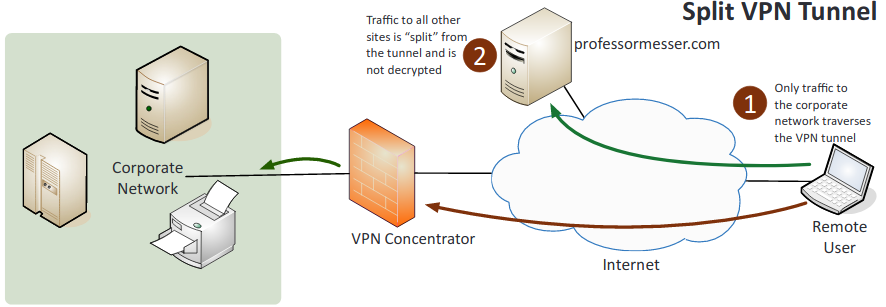 Split VPN Tunnel
Traffic to all other
sites is “split” from
the tunnel and is
not decrypted
2
professormesser.com
1
Only traffic to
the corporate
network traverses
the VPN tunnel
Corporate
Network
VPN Concentrator
Internet
Remote
User